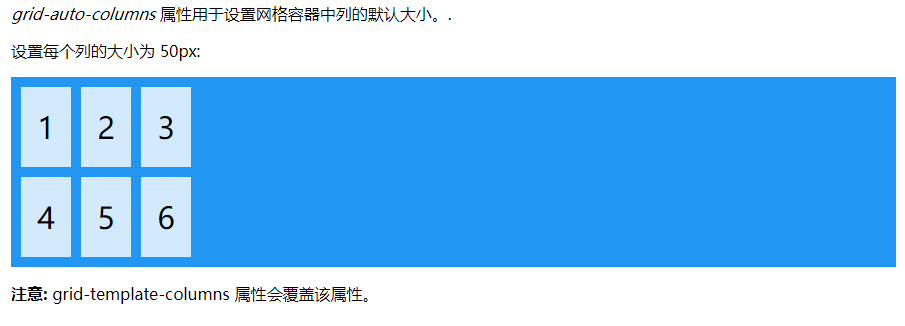 grid-auto-columns 属性用于设置网格容器中列的默认大小。.
设置每个列的大小为 50px:
1 2 3
4 5 6
注意: grid-template-columns 属性会覆盖该属性。